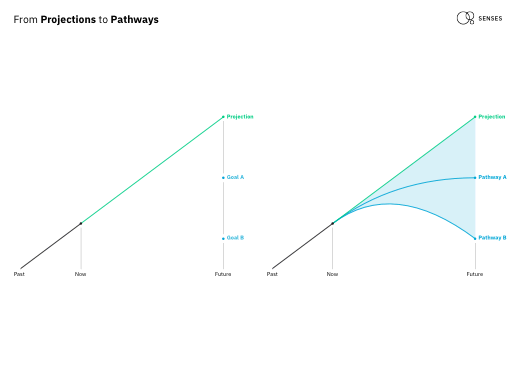 From Projections to Pathways
SENSES
Projection
Goal A
Goal B
Past
Now
Future
Projection
Pathway A
Pathway B
Past
Now
Future